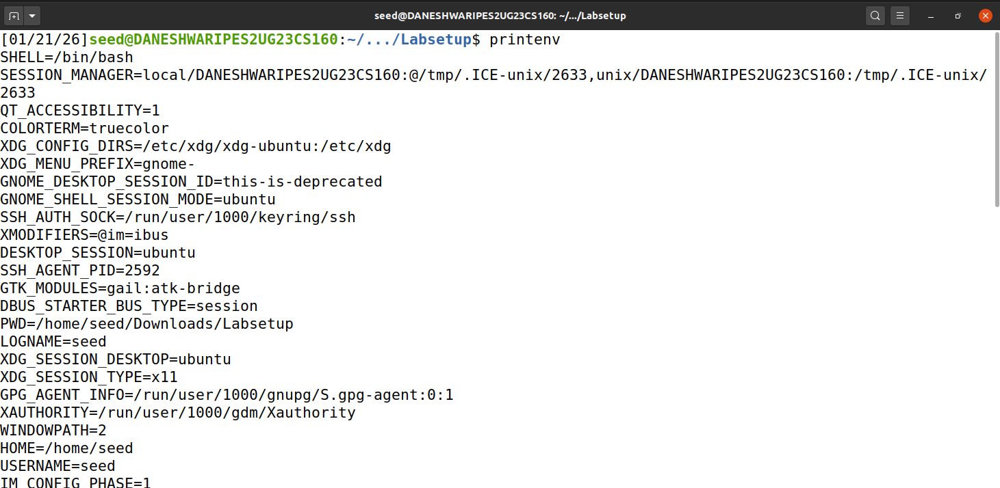 seed@DANESHWARIPES2UG23CS160: ~/.../Labsetup
[01/21/26]seed@DANESHWARIPES2UG23CS160:~/.../Labsetup$ printenv
SHELL=/bin/bash
SESSION_MANAGER=local/DANESHWARIPES2UG23CS160:@/tmp/.ICE-unix/2633,unix/DANESHWARIPES2UG23CS160:/tmp/.ICE-unix/
2633
QT_ACCESSIBILITY=1
COLORTERM=truecolor
XDG_CONFIG_DIRS=/etc/xdg/xdg-ubuntu:/etc/xdg
XDG_MENU_PREFIX=gnome-
GNOME_DESKTOP_SESSION_ID=this-is-deprecated
GNOME_SHELL_SESSION_MODE=ubuntu
SSH_AUTH_SOCK=/run/user/1000/keyring/ssh
XMODIFIERS=@im=ibus
DESKTOP_SESSION=ubuntu
SSH_AGENT_PID=2592
GTK_MODULES=gail:atk-bridge
DBUS_STARTER_BUS_TYPE=session
PWD=/home/seed/Downloads/Labsetup
LOGNAME=seed
XDG_SESSION_DESKTOP=ubuntu
XDG_SESSION_TYPE=x11
GPG_AGENT_INFO=/run/user/1000/gnupg/S.gpg-agent:0:1
XAUTHORITY=/run/user/1000/gdm/Xauthority
WINDOWPATH=2
HOME=/home/seed
USERNAME=seed
IM_CONFIG_PHASE=1